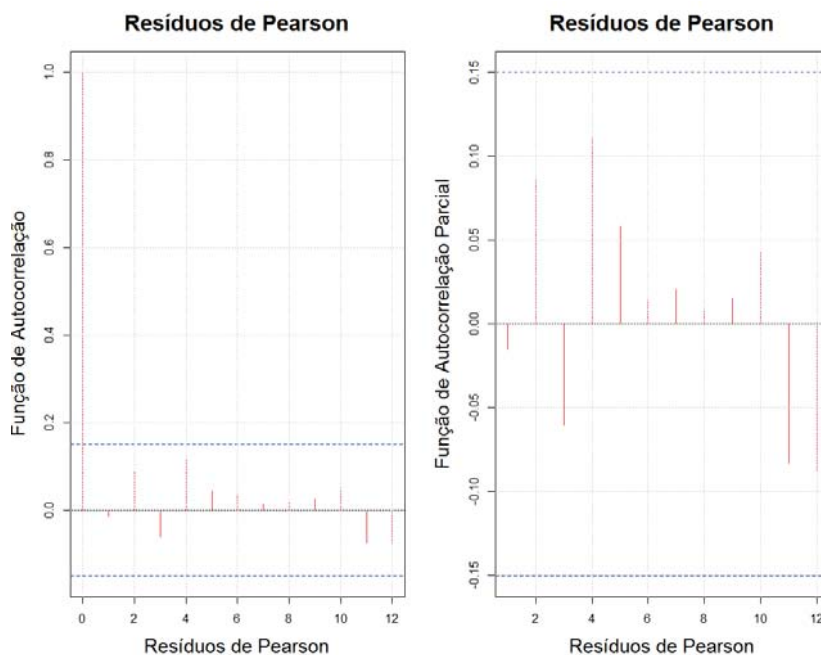 Resíduos de Pearson
Função de Autocorrelação
1.0
0.8
0.6
0.4
0.2
0.0
0 2 4 6 8 10 12
Resíduos de Pearson
Resíduos de Pearson
Função de Autocorrelação Parcial
0.15
0.10
0.05
0.00
-0.05
-0.10
-0.15
2 4 6 8 10 12
Resíduos de Pearson